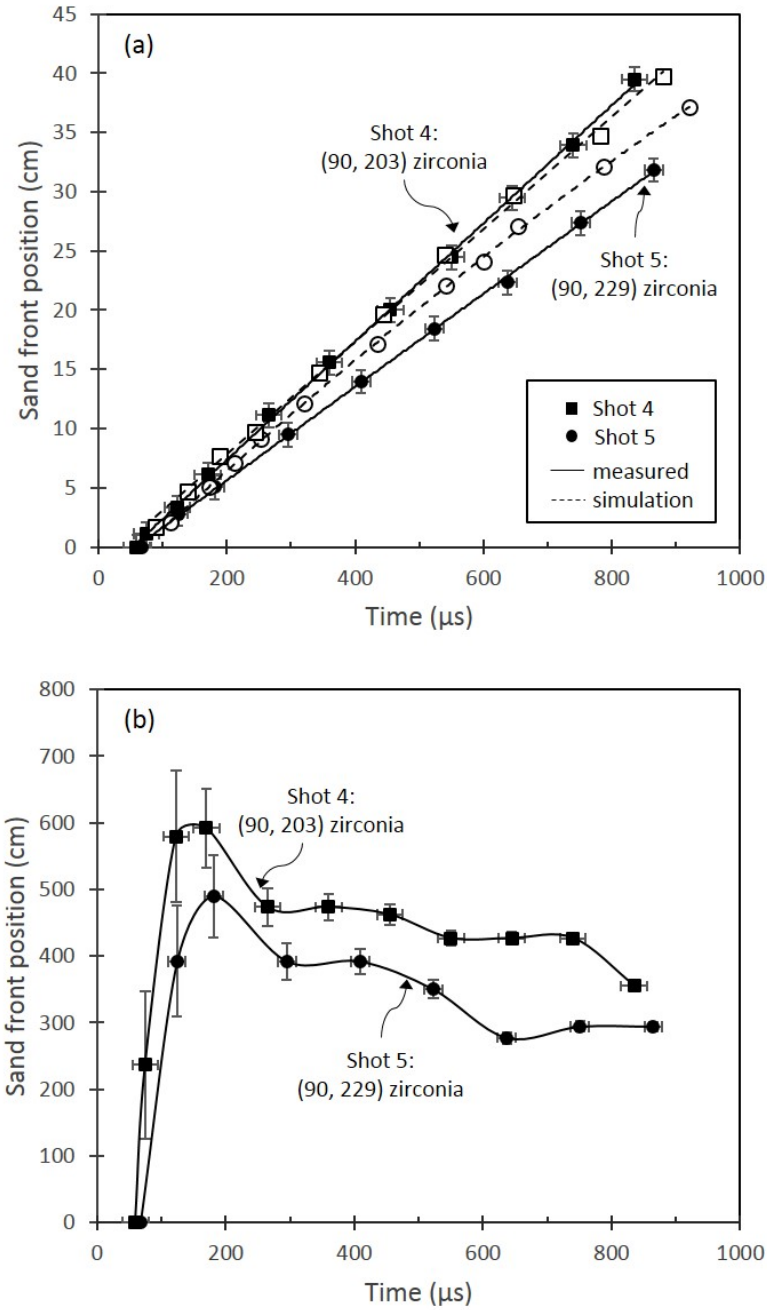 (a)
45
40
35
30
25
20
15
10
5
0
Sand front position (cm)
Shot 4:
(90, 203) zirconia
Shot 5:
(90, 229) zirconia
Shot 4
Shot 5
measured
simulation
0 200 400 600 800 1000
Time (µs)
(b)
800
700
600
500
400
300
200
100
0
Sand front position (cm)
Shot 4:
(90, 203) zirconia
Shot 5:
(90, 229) zirconia
0 200 400 600 800 1000
Time (µs)